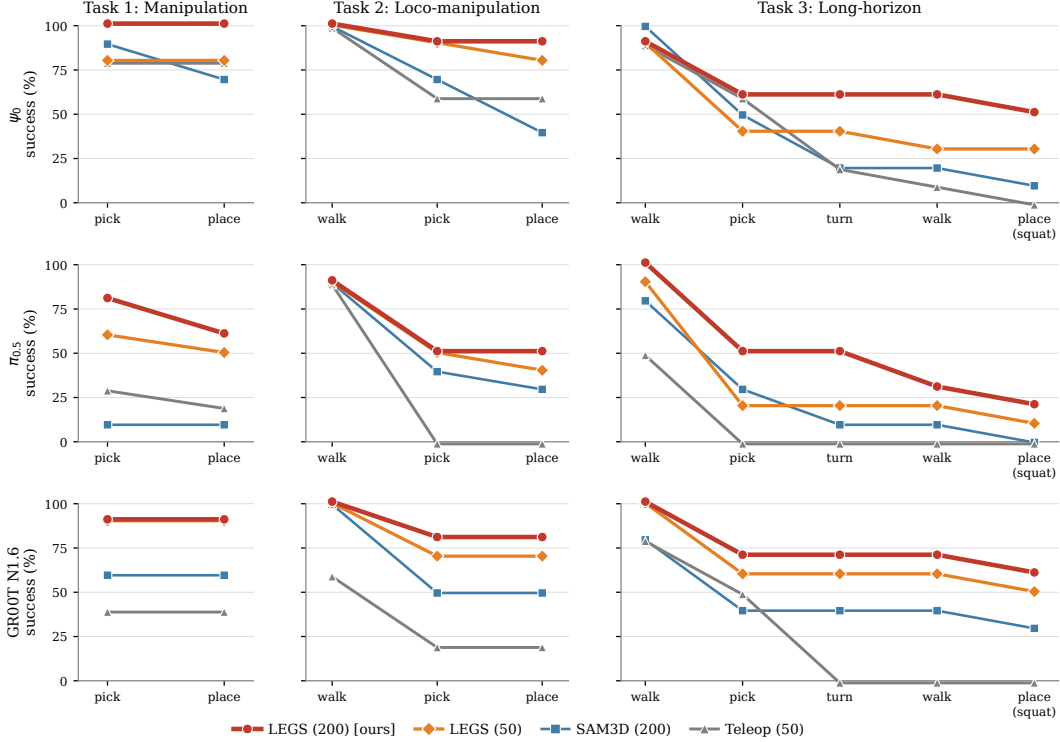 Task 1: Manipulation
Task 2: Loco-manipulation
Task 3: Long-horizon
ψ0
success (%)
100
75
50
25
0
pick
place
walk
pick
place
walk
pick
turn
walk
place
(squat)
π0.5
success (%)
100
75
50
25
0
pick
place
walk
pick
place
walk
pick
turn
walk
place
(squat)
GR00T N1.6
success (%)
100
75
50
25
0
pick
place
walk
pick
place
walk
pick
turn
walk
place
(squat)
LEGS (200) [ours]
LEGS (50)
SAM3D (200)
Teleop (50)